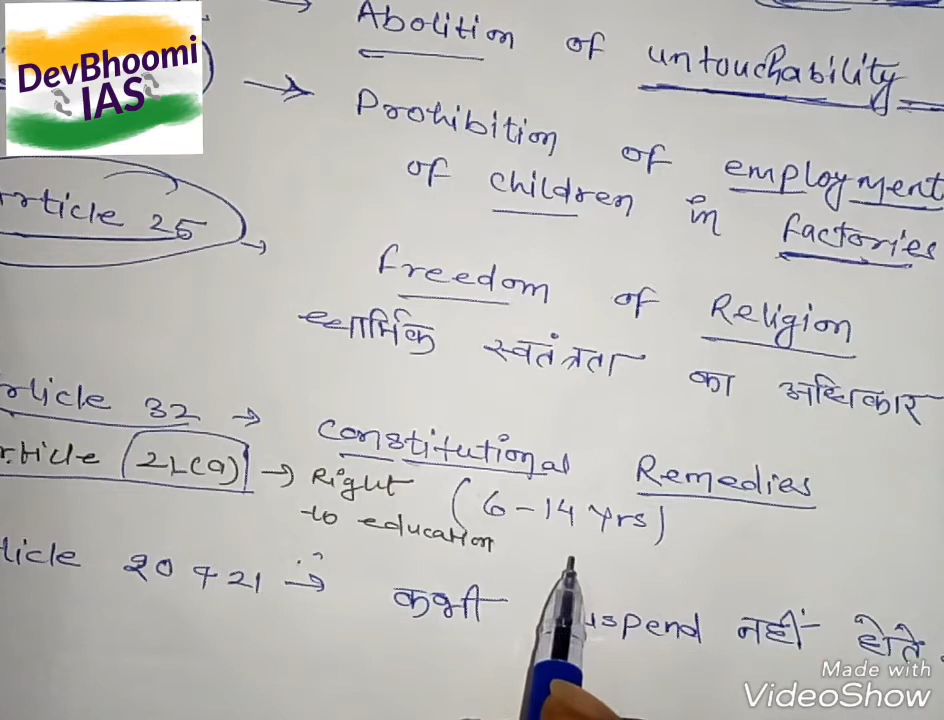 DevBhoomi
IAS
Abolition of untouchability
Prohibition of employment
of children in factories
rticle 25
freedom of Religion
धार्मिक स्वतंत्रता का अधिकार
rticle 32 → Constitutional Remedies
rticle 21(a) → Right (6-14 yrs)
to education
ticle 20 व 21 → कभी suspend नहीं होते.
Made with
VideoShow